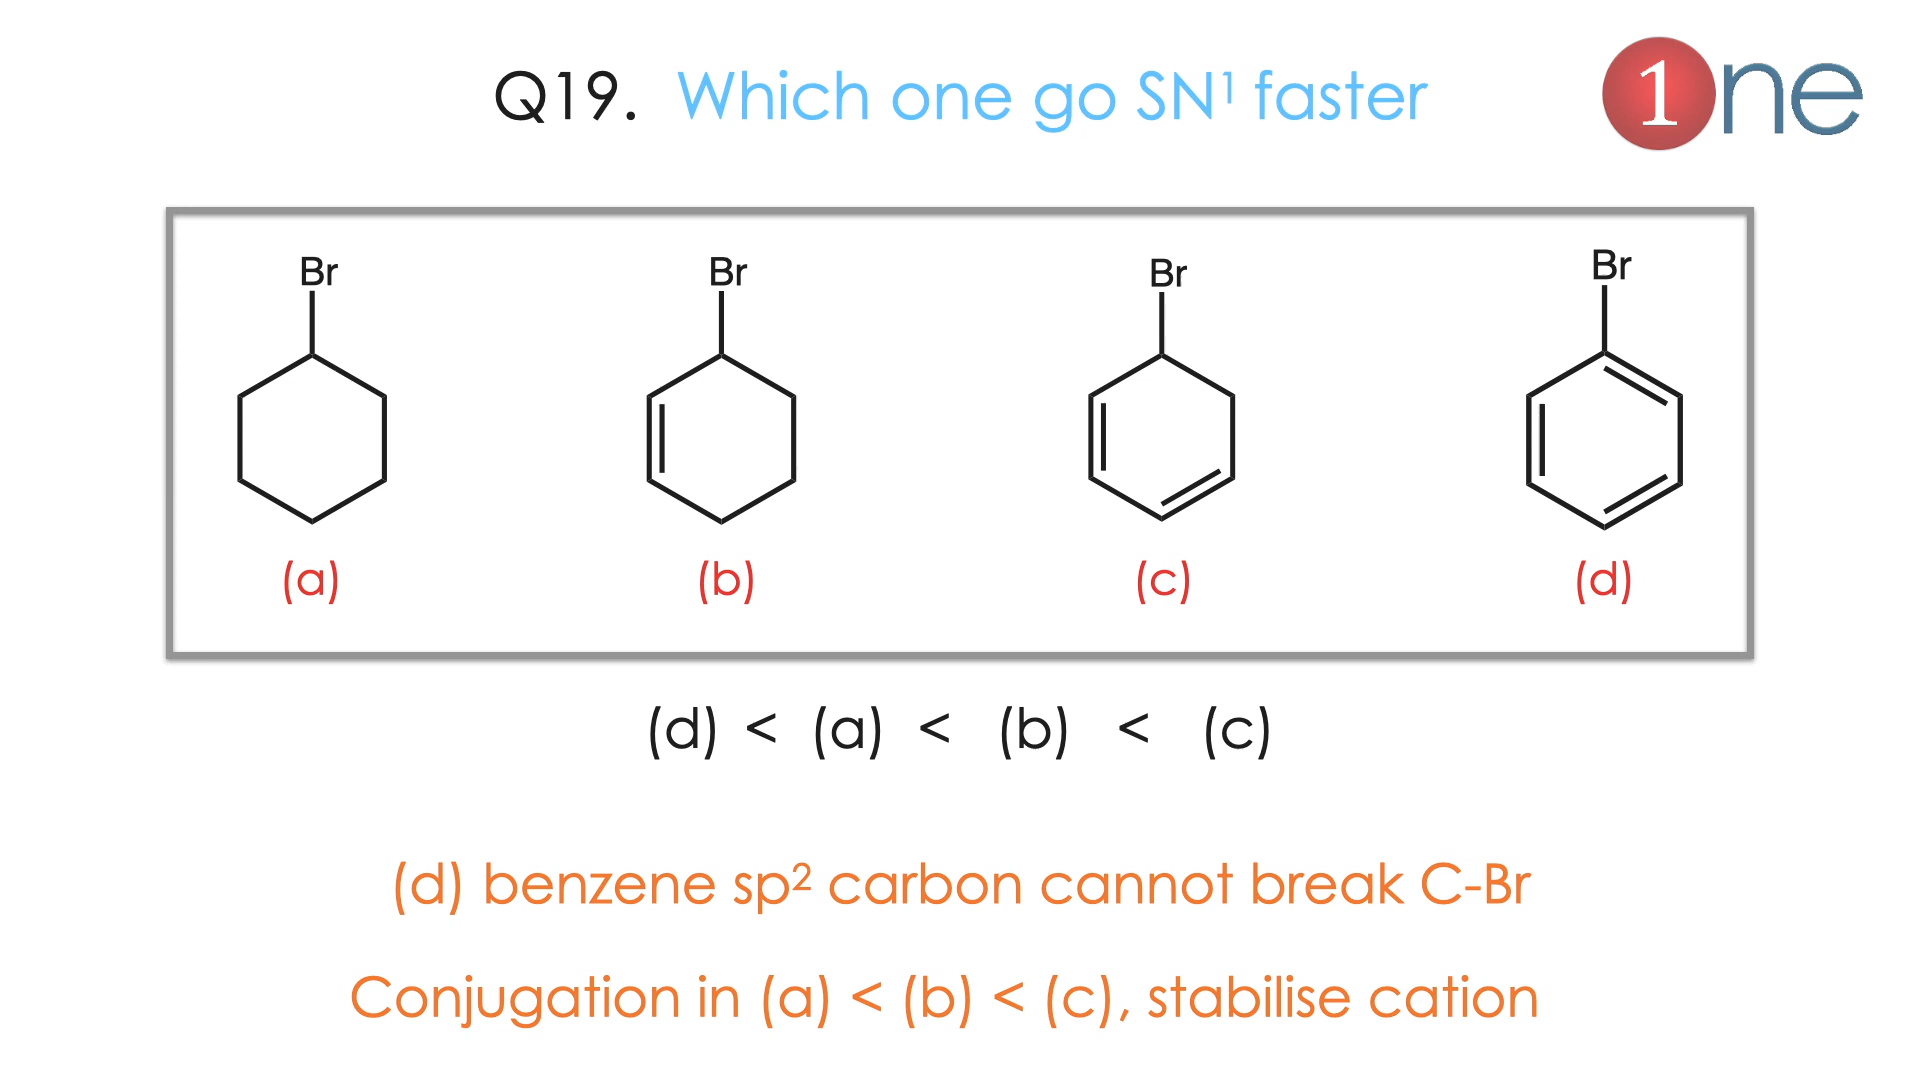 Q19. Which one go SN¹ faster
1ne
Br Br Br Br
(a) (b) (c) (d)
(d) < (a) < (b) < (c)
(d) benzene sp² carbon cannot break C-Br
Conjugation in (a) < (b) < (c), stabilise cation